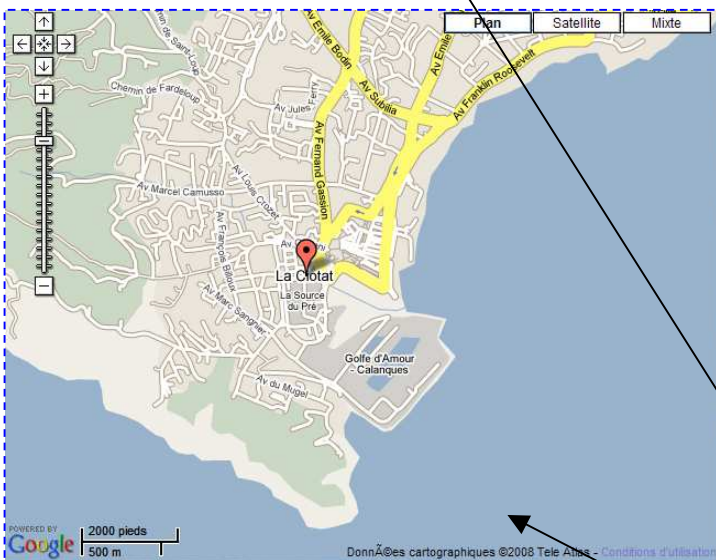 Plan
Satellite
Mixte
Av Emile Bodin
Av Emile
Chemin de Fardeloup
Av Jules Ferry
Av Subilia
Av Franklin Roosevelt
Av Fernand Gassion
Av Marcel Camusso
Av Louis Crozet
Av François Billoux
La Ciotat
La Source
du Pré
Av Marc Sangnier
Golfe d'Amour
- Calanques
Av du Mugel
POWERED BY
Google
2000 pieds
500 m
DonnÃ©es cartographiques ©2008 Tele Atlas - Conditions d'utilisation